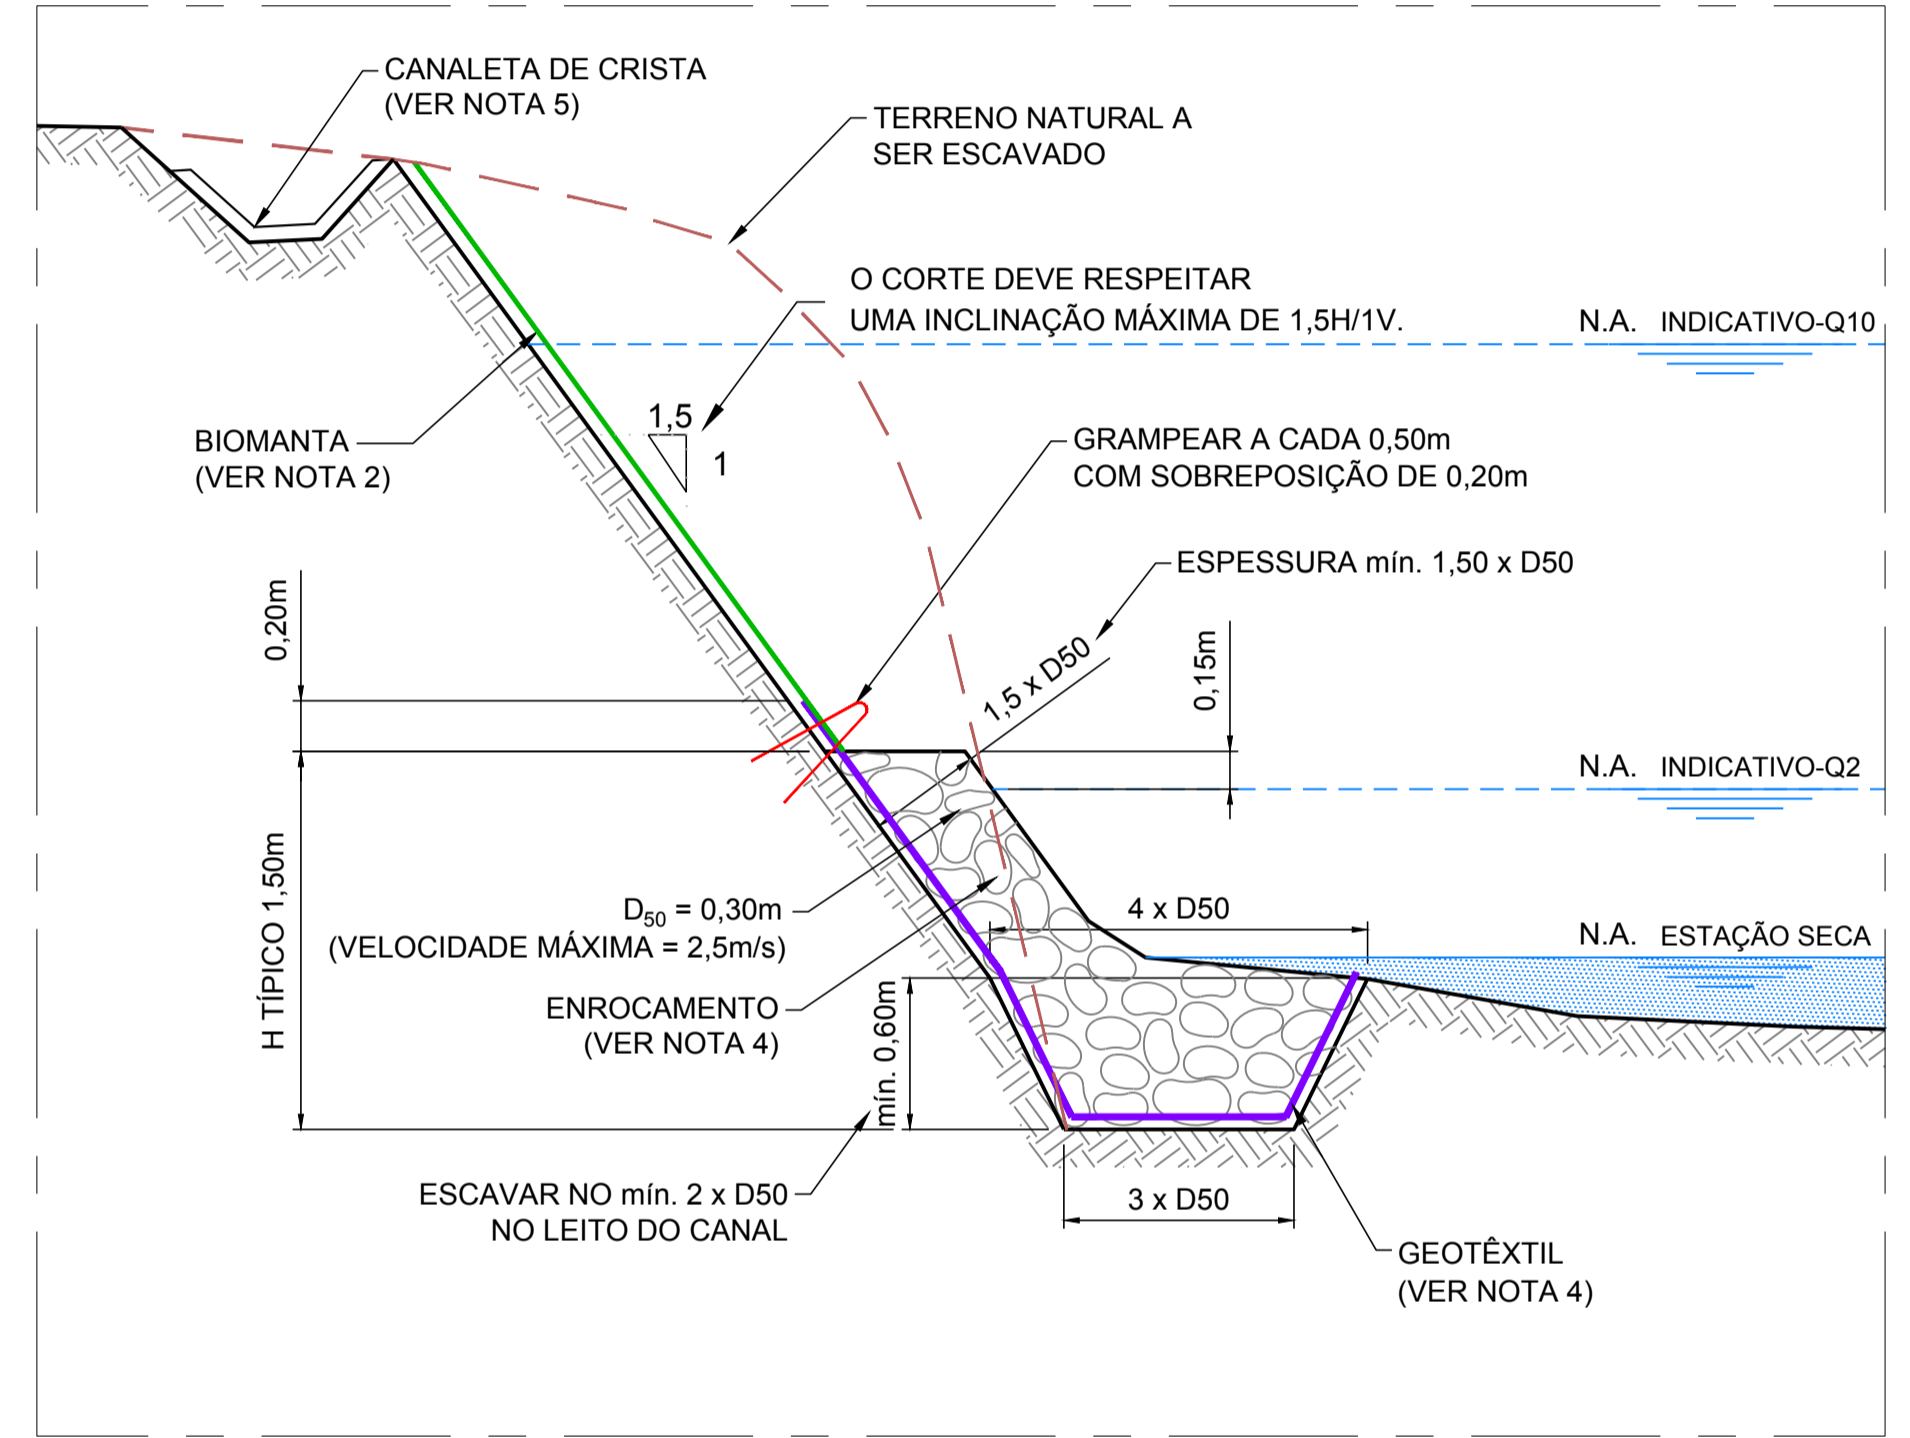 CANALETA DE CRISTA
(VER NOTA 5)
TERRENO NATURAL A
SER ESCAVADO
O CORTE DEVE RESPEITAR
UMA INCLINAÇÃO MÁXIMA DE 1,5H/1V.
N.A. INDICATIVO-Q10
1,5
1
BIOMANTA
(VER NOTA 2)
GRAMPEAR A CADA 0,50m
COM SOBREPOSIÇÃO DE 0,20m
ESPESSURA mín. 1,50 x D50
0,20m
1,5 x D50
0,15m
N.A. INDICATIVO-Q2
H TÍPICO 1,50m
D50 = 0,30m
(VELOCIDADE MÁXIMA = 2,5m/s)
4 x D50
N.A. ESTAÇÃO SECA
ENROCAMENTO
(VER NOTA 4)
mín. 0,60m
ESCAVAR NO mín. 2 x D50
NO LEITO DO CANAL
3 x D50
GEOTÊXTIL
(VER NOTA 4)